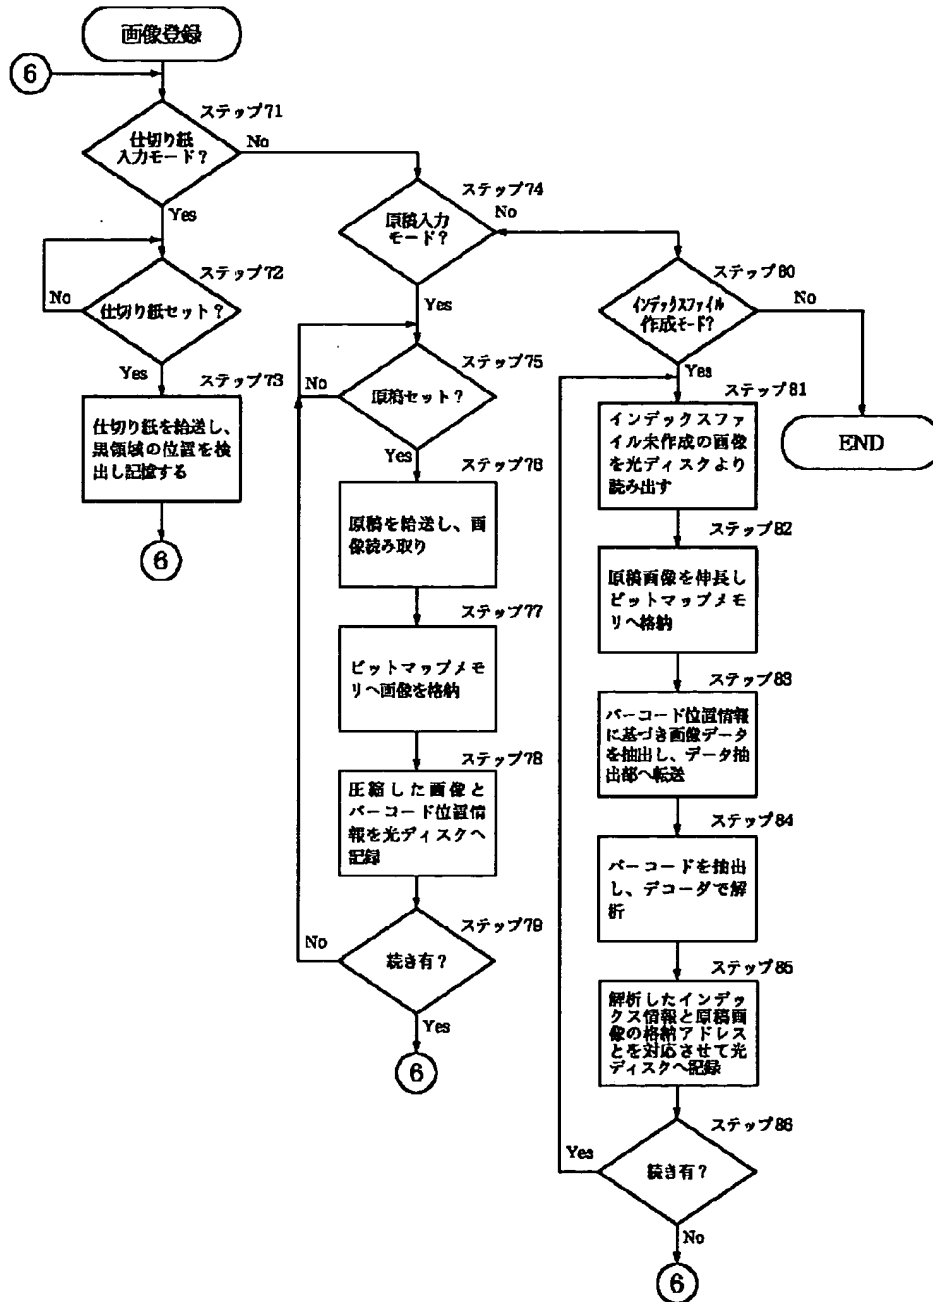 画像登録
6
ステップ71
仕切り紙
入力モード?
No
Yes
ステップ72
仕切り紙セット?
No
Yes
ステップ73
仕切り紙を給送し、
黒領域の位置を検
出し記憶する
6
ステップ74
原稿入力
モード?
No
Yes
ステップ75
原稿セット?
No
Yes
ステップ76
原稿を給送し、画
像読み取り
ステップ77
ビットマップメモ
リへ画像を格納
ステップ78
圧縮した画像と
バーコード位置情
報を光ディスクへ
記録
ステップ79
続き有?
No
Yes
6
ステップ80
インデックスファイル
作成モード?
No
Yes
END
ステップ81
インデックスファ
イル未作成の画像
を光ディスクより
読み出す
ステップ82
原稿画像を伸長し
ビットマップメモ
リへ格納
ステップ83
バーコード位置情報
に基づき画像データ
を抽出し、データ抽
出部へ転送
ステップ84
バーコードを抽出
し、デコーダで解
析
ステップ85
解析したインデッ
クス情報と原稿画
像の格納アドレス
とを対応させて光
ディスクへ記録
ステップ86
続き有?
Yes
No
6